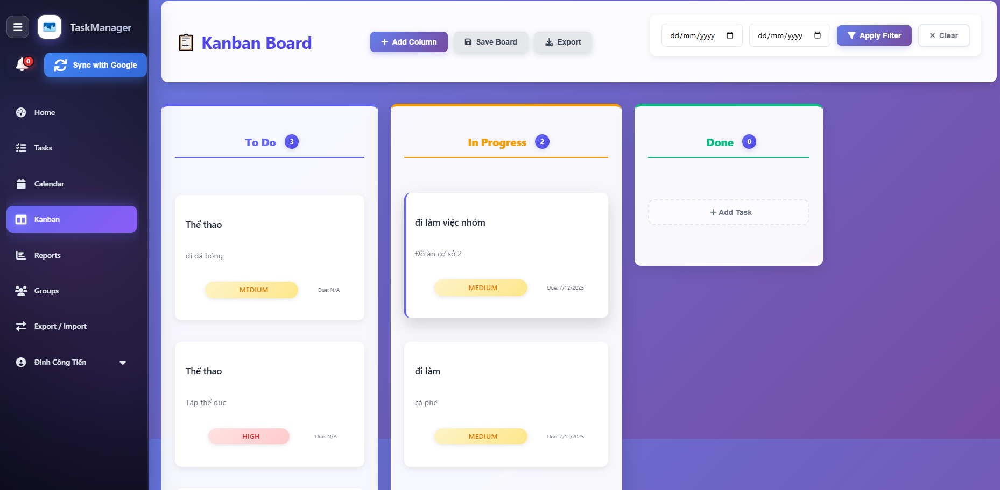 TaskManager
0
Sync with Google
Home
Tasks
Calendar
Kanban
Reports
Groups
Export / Import
Đinh Công Tiến
Kanban Board
Add Column
Save Board
Export
dd/mm/yyyy
dd/mm/yyyy
Apply Filter
Clear
To Do 3
Thể thao
đi đá bóng
MEDIUM
Due: N/A
Thể thao
Tập thể dục
HIGH
Due: N/A
In Progress 2
đi làm việc nhóm
Đồ án cơ sở 2
MEDIUM
Due: 7/12/2025
đi làm
cà phê
MEDIUM
Due: 7/12/2025
Done 0
+ Add Task